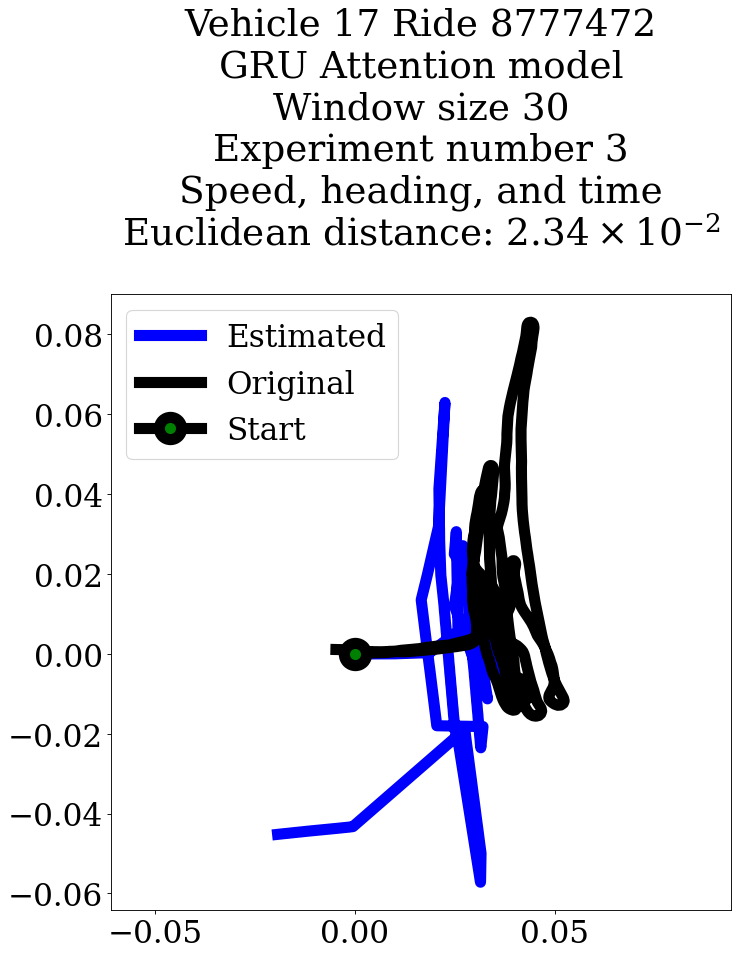 Vehicle 17 Ride 8777472
GRU Attention model
Window size 30
Experiment number 3
Speed, heading, and time
Euclidean distance: 2.34 × 10⁻²
Estimated
Original
Start
0.08
0.06
0.04
0.02
0.00
−0.02
−0.04
−0.06
−0.05
0.00
0.05